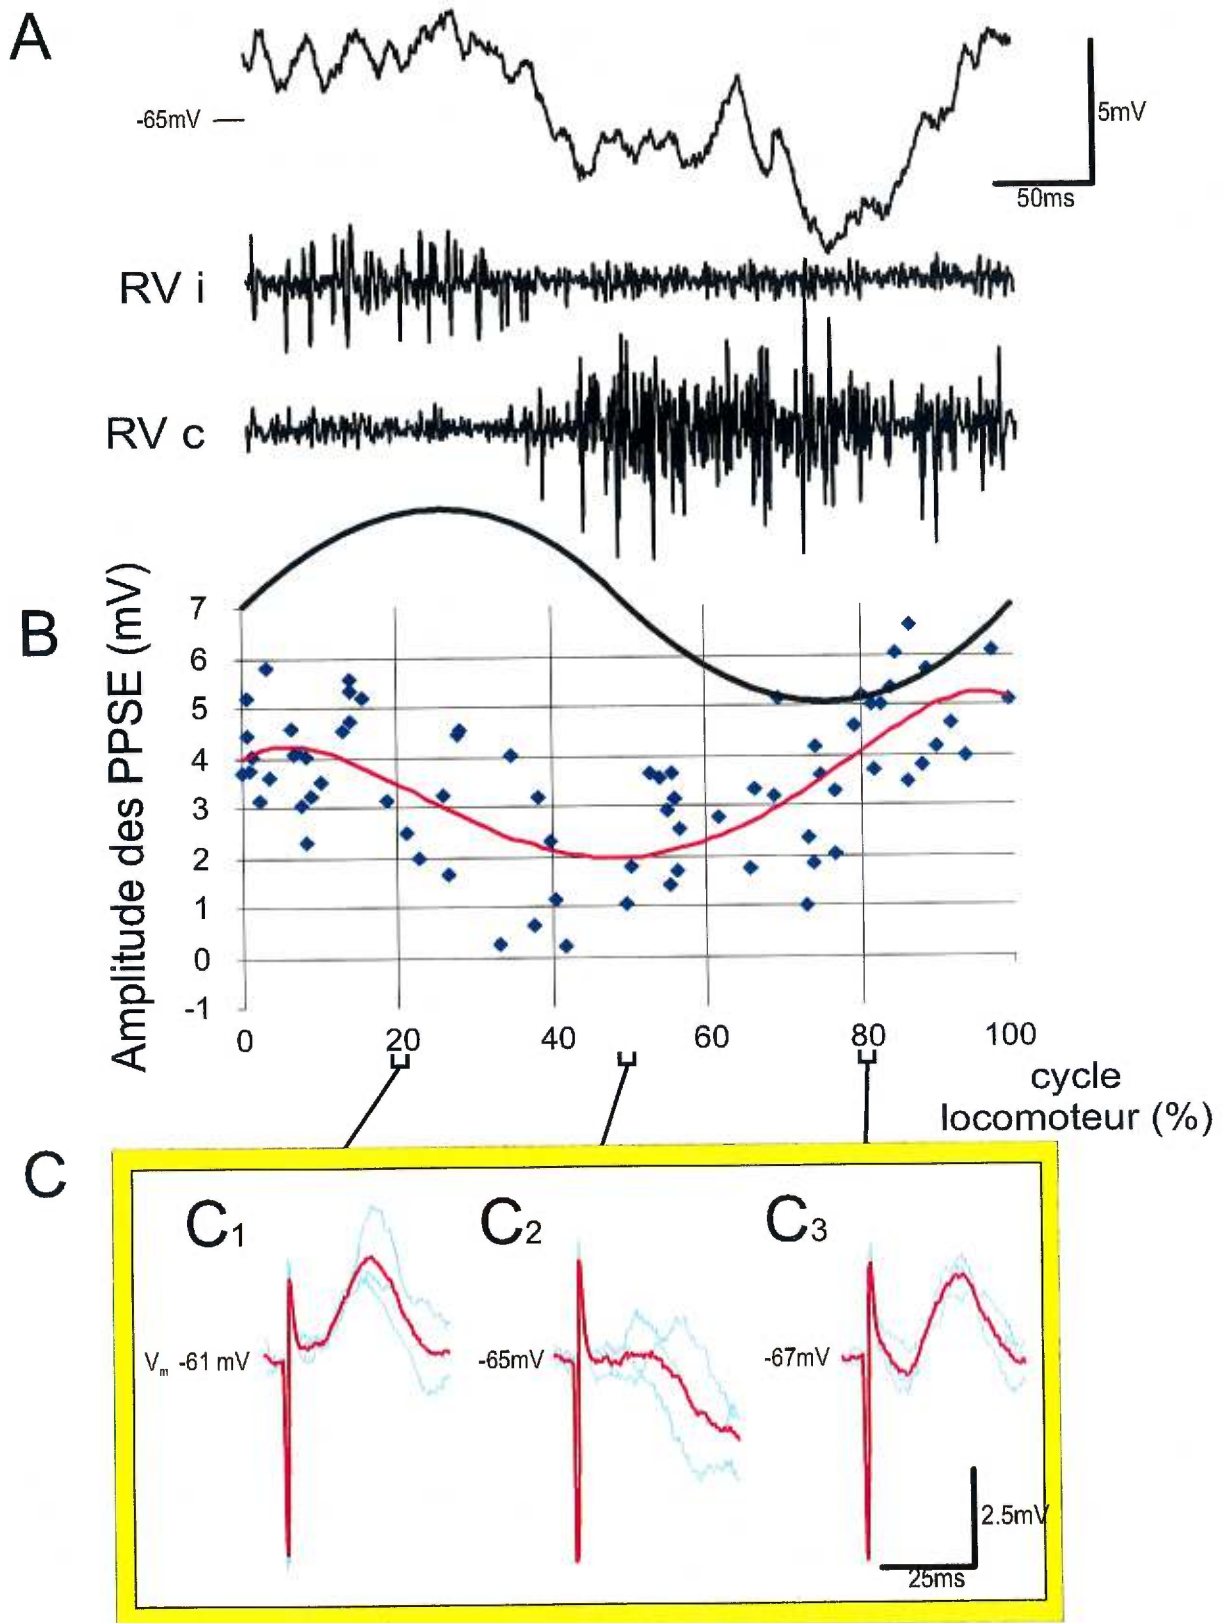 A
-65mV
5mV
50ms
RV i
RV c
B
Amplitude des PPSE (mV)
7
6
5
4
3
2
1
0
-1
0 20 40 60 80 100
cycle
locomoteur (%)
C
C1 C2 C3
Vm -61 mV -65mV -67mV
2.5mV
25ms